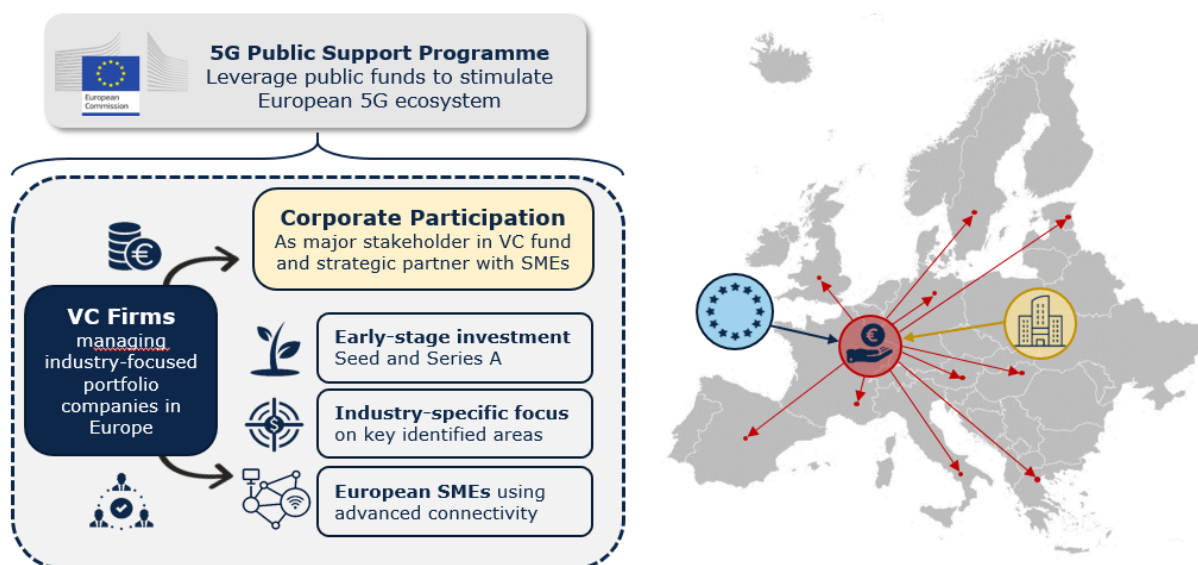 5G Public Support Programme
Leverage public funds to stimulate
European 5G ecosystem
European
Commission
Corporate Participation
As major stakeholder in VC fund
and strategic partner with SMEs
VC Firms
managing
industry-focused
portfolio
companies in
Europe
Early-stage investment
Seed and Series A
Industry-specific focus
on key identified areas
European SMEs using
advanced connectivity